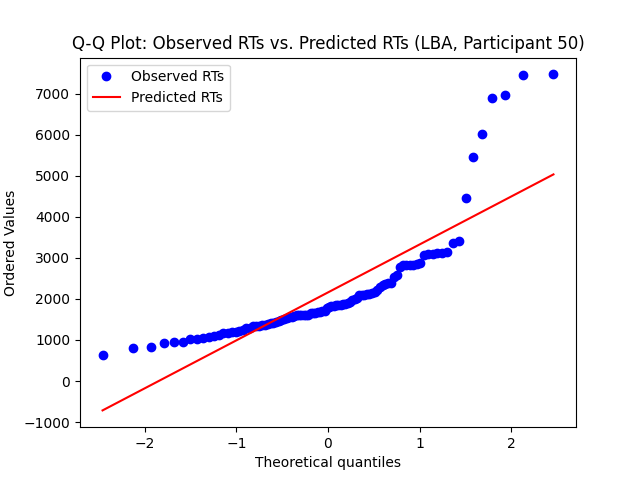 Q-Q Plot: Observed RTs vs. Predicted RTs (LBA, Participant 50)
Observed RTs
Predicted RTs
7000
6000
5000
4000
3000
2000
1000
0
−1000
Ordered Values
−2 −1 0 1 2
Theoretical quantiles